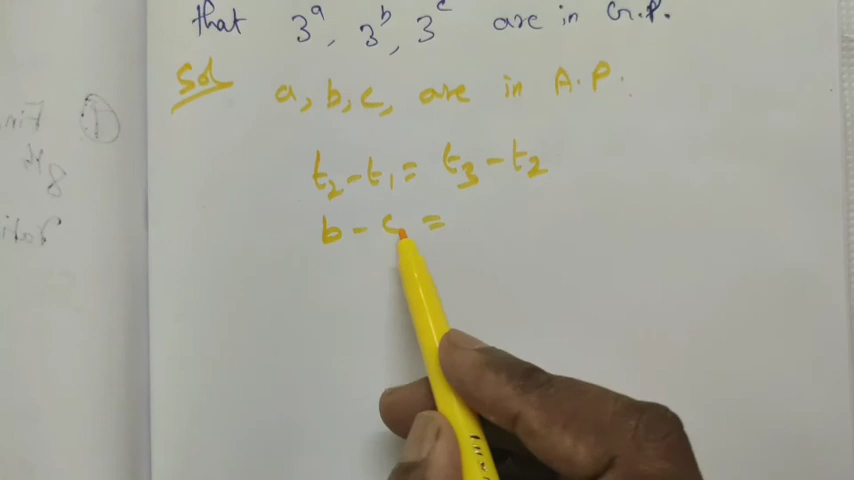 that 3ᵃ, 3ᵇ, 3ᶜ are in G.P.
Sol a, b, c, are in A.P.
t₂ - t₁ = t₃ - t₂
b - c =